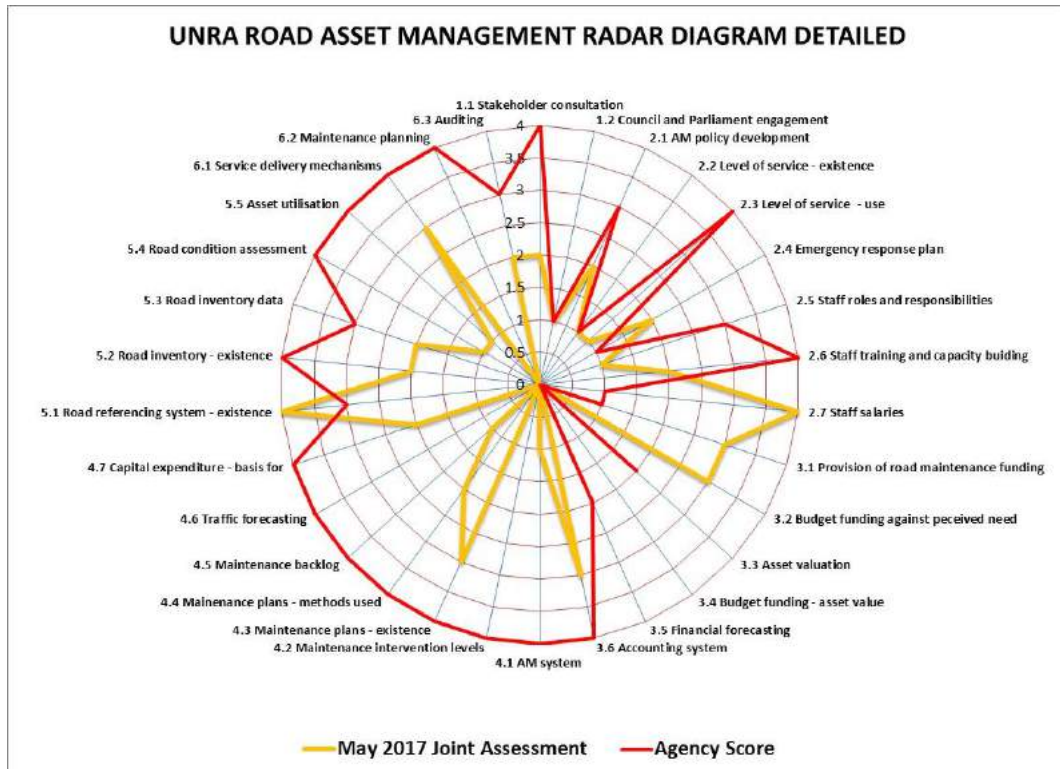 UNRA ROAD ASSET MANAGEMENT RADAR DIAGRAM DETAILED
1.1 Stakeholder consultation
1.2 Council and Parliament engagement
2.1 AM policy development
2.2 Level of service - existence
2.3 Level of service - use
2.4 Emergency response plan
2.5 Staff roles and responsibilities
2.6 Staff training and capacity buiding
2.7 Staff salaries
3.1 Provision of road maintenance funding
3.2 Budget funding against perceived need
3.3 Asset valuation
3.4 Budget funding - asset value
3.5 Financial forecasting
3.6 Accounting system
4.1 AM system
4.2 Maintenance intervention levels
4.3 Maintenance plans - existence
4.4 Mainenance plans - methods used
4.5 Maintenance backlog
4.6 Traffic forecasting
4.7 Capital expenditure - basis for
5.1 Road referencing system - existence
5.2 Road inventory - existence
5.3 Road inventory data
5.4 Road condition assessment
5.5 Asset utilisation
6.1 Service delivery mechanisms
6.2 Maintenance planning
6.3 Auditing
4
3.5
3
2.5
2
1.5
1
0.5
0
May 2017 Joint Assessment
Agency Score